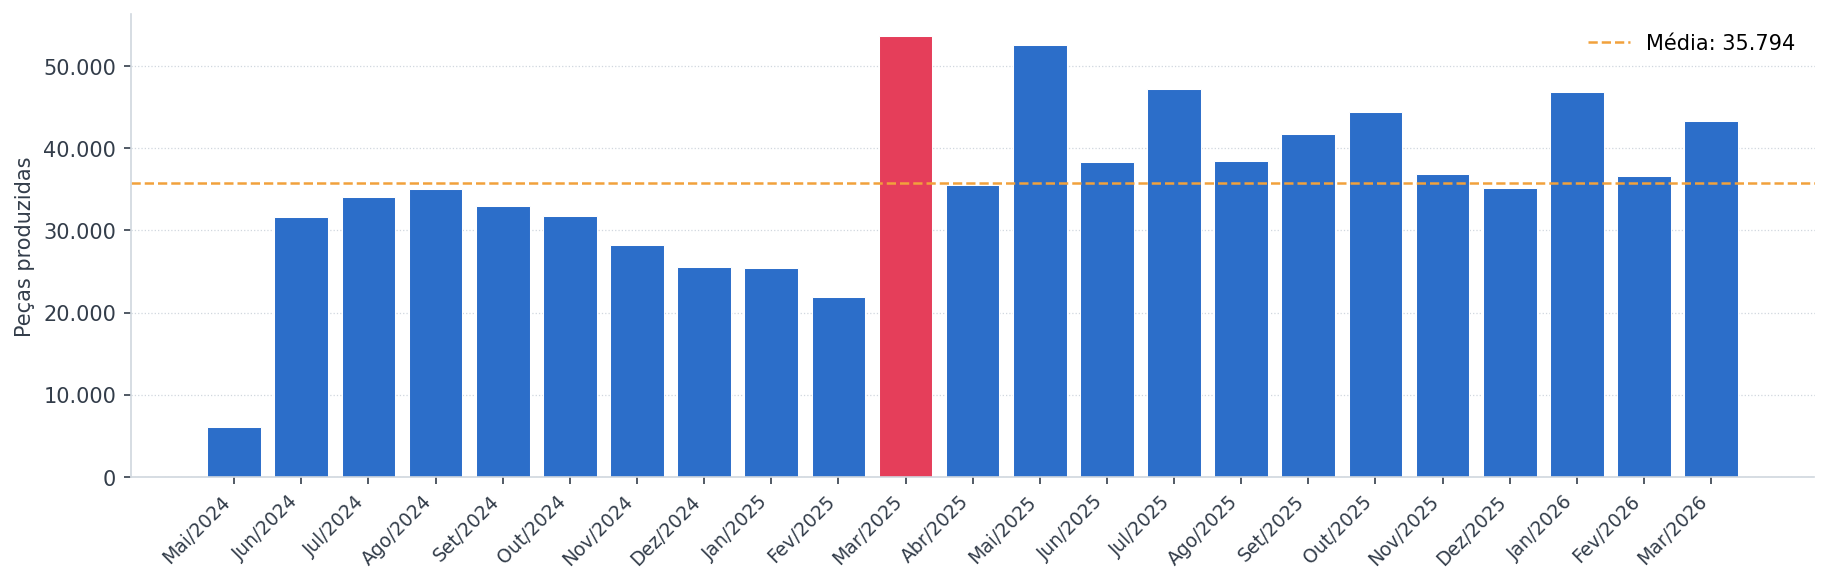 Média: 35.794
Peças produzidas
50.000
40.000
30.000
20.000
10.000
0
Mai/2024
Jun/2024
Jul/2024
Ago/2024
Set/2024
Out/2024
Nov/2024
Dez/2024
Jan/2025
Fev/2025
Mar/2025
Abr/2025
Mai/2025
Jun/2025
Jul/2025
Ago/2025
Set/2025
Out/2025
Nov/2025
Dez/2025
Jan/2026
Fev/2026
Mar/2026